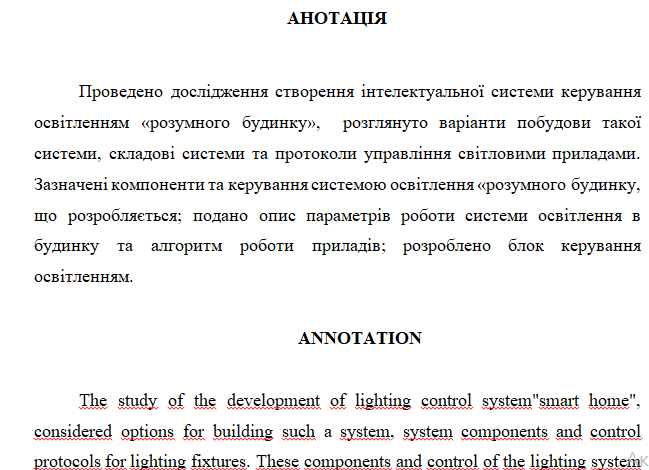 АНОТАЦІЯ
Проведено дослідження створення інтелектуальної системи керування
освітленням «розумного будинку», розглянуто варіанти побудови такої
системи, складові системи та протоколи управління світловими приладами.
Зазначені компоненти та керування системою освітлення «розумного будинку,
що розробляється; подано опис параметрів роботи системи освітлення в
будинку та алгоритм роботи приладів; розроблено блок керування
освітленням.
ANNOTATION
The study of the development of lighting control system"smart home",
considered options for building such a system, system components and control
protocols for lighting fixtures. These components and control of the lighting system